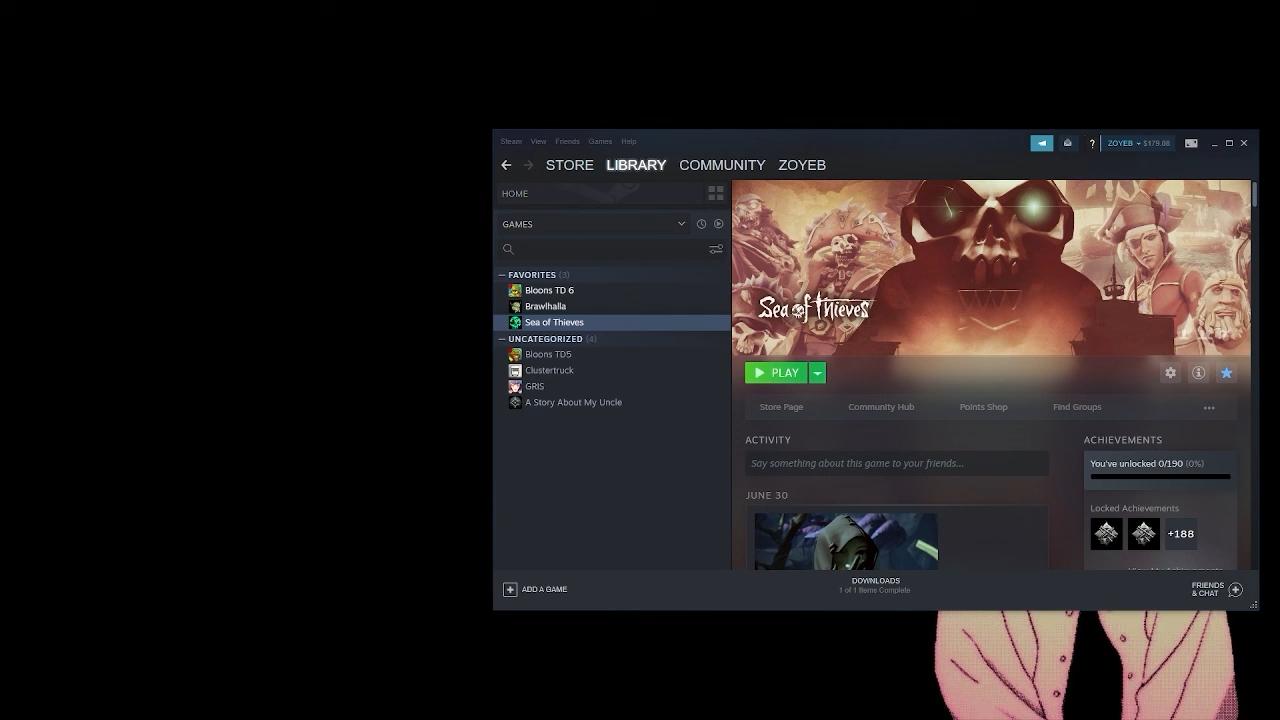 Steam View Friends Games Help
? ZOYEB $179.08
STORE LIBRARY COMMUNITY ZOYEB
HOME
GAMES
— FAVORITES (3)
Bloons TD 6
Brawlhalla
Sea of Thieves
— UNCATEGORIZED (4)
Bloons TD5
Clustertruck
GRIS
A Story About My Uncle
Sea of Thieves
PLAY
Store Page Community Hub Points Shop Find Groups •••
ACTIVITY
Say something about this game to your friends...
JUNE 30
ACHIEVEMENTS
You've unlocked 0/190 (0%)
Locked Achievements
+188
ADD A GAME
DOWNLOADS
1 of 1 Items Complete
FRIENDS
& CHAT